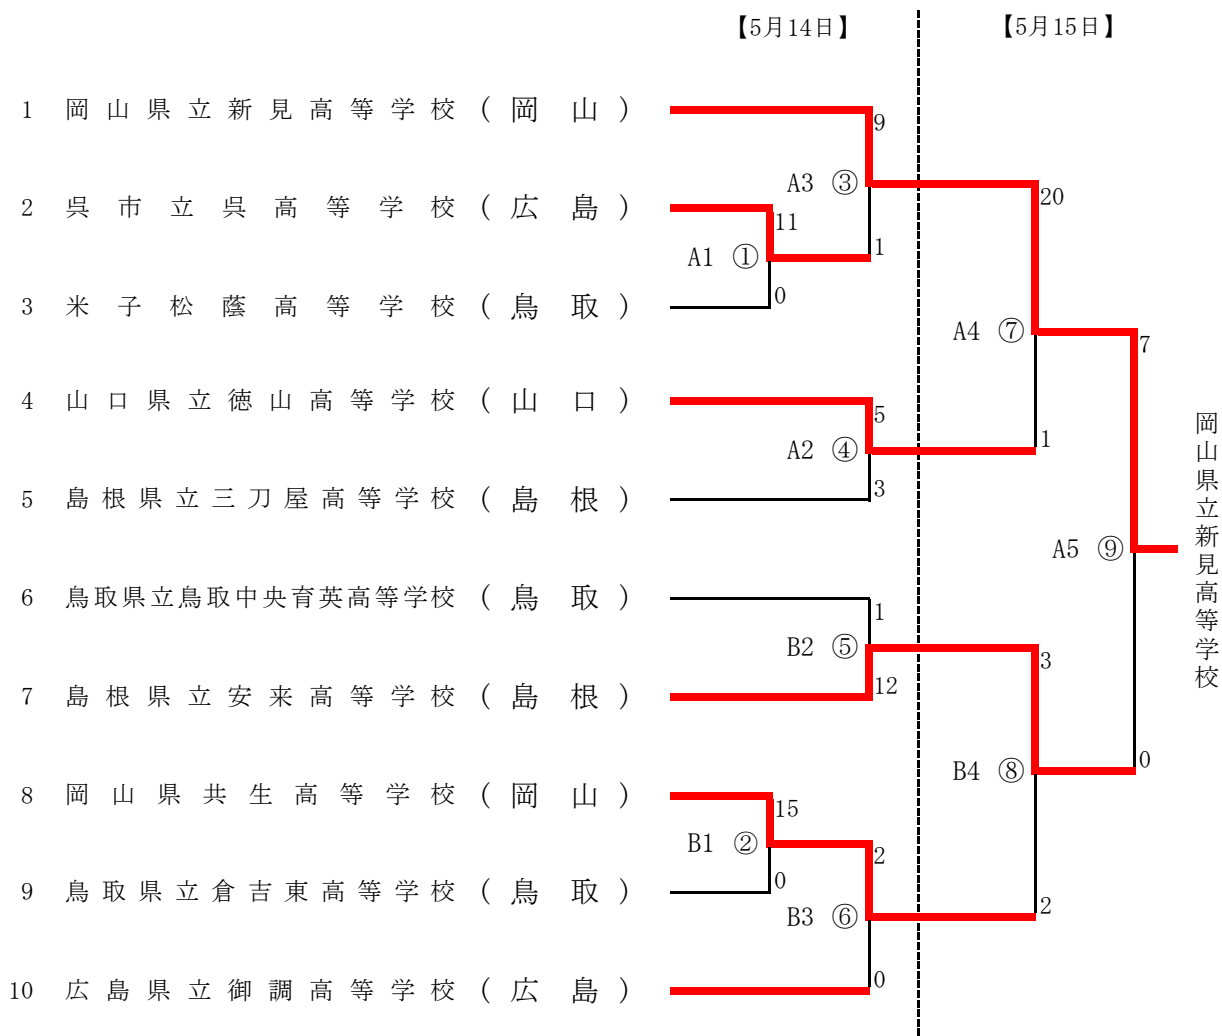 【5月14日】 【5月15日】
1 岡山県立新見高等学校 (岡山)
9
A3 ③
20
2 呉市立呉高等学校 (広島)
11
A1 ①
1
0
3 米子松蔭高等学校 (鳥取)
A4 ⑦
7
4 山口県立徳山高等学校 (山口)
5
A2 ④
1
3
5 島根県立三刀屋高等学校 (島根)
A5 ⑨
岡山県立新見高等学校
6 鳥取県立鳥取中央育英高等学校 (鳥取)
1
B2 ⑤
3
12
7 島根県立安来高等学校 (島根)
B4 ⑧
0
8 岡山県共生高等学校 (岡山)
15
B1 ②
2
0
9 鳥取県立倉吉東高等学校 (鳥取)
B3 ⑥
2
0
10 広島県立御調高等学校 (広島)